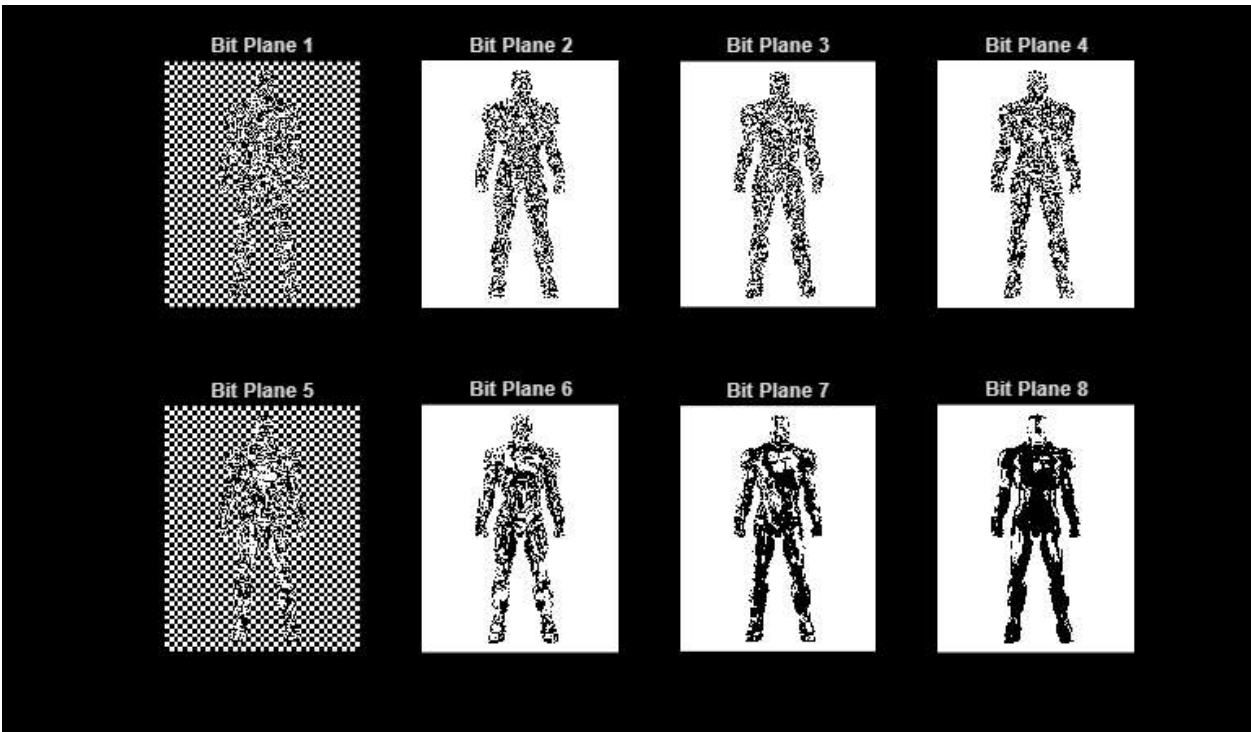 Bit Plane 1
Bit Plane 2
Bit Plane 3
Bit Plane 4
Bit Plane 5
Bit Plane 6
Bit Plane 7
Bit Plane 8